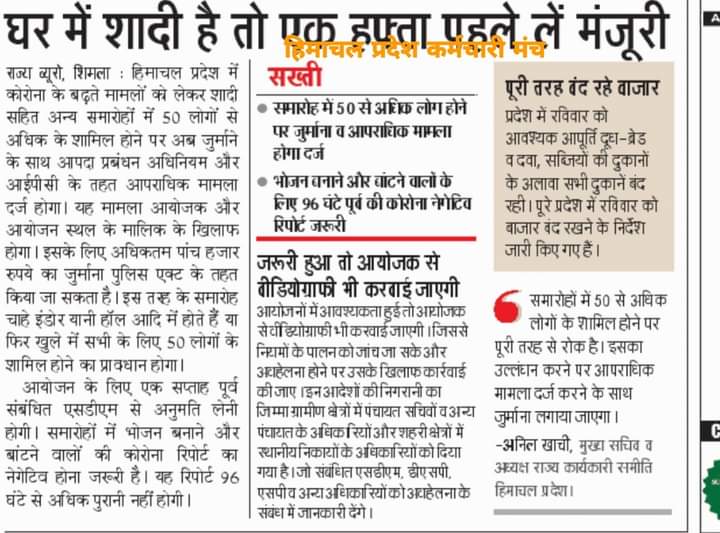 घर में शादी है तो एक हफ्ता पहले लें मंजूरी
हिमाचल प्रदेश कर्मचारी मंच
राज्य ब्यूरो, शिमला : हिमाचल प्रदेश में
कोरोना के बढ़ते मामलों को लेकर शादी
सहित अन्य समारोहों में 50 लोगों से
अधिक के शामिल होने पर अब जुर्माने
के साथ आपदा प्रबंधन अधिनियम और
आईपीसी के तहत आपराधिक मामला
दर्ज होगा। यह मामला आयोजक और
आयोजन स्थल के मालिक के खिलाफ
होगा। इसके लिए अधिकतम पांच हजार
रुपये का जुर्माना पुलिस एक्ट के तहत
किया जा सकता है। इस तरह के समारोह
चाहे इंडोर यानी हॉल आदि में होते हैं या
फिर खुले में सभी के लिए 50 लोगों के
शामिल होने का प्रावधान होगा।
आयोजन के लिए एक सप्ताह पूर्व
संबंधित एसडीएम से अनुमति लेनी
होगी। समारोहों में भोजन बनाने और
बांटने वालों की कोरोना रिपोर्ट का
नेगेटिव होना जरूरी है। यह रिपोर्ट 96
घंटे से अधिक पुरानी नहीं होगी।
सख्ती
समारोह में 50 से अधिक लोग होने
पर जुर्माना व आपराधिक मामला
होगा दर्ज
भोजन बनाने और बांटने वालों के
लिए 96 घंटे पूर्व की कोरोना नेगेटिव
रिपोर्ट जरूरी
जरूरी हुआ तो आयोजक से
वीडियोग्राफी भी करवाई जाएगी
आयोजनों में आवश्यकता हुई तो आयोजक
से वीडियोग्राफी भी करवाई जाएगी। जिससे
नियमों के पालन को जांच जा सके और
अवहेलना होने पर उसके खिलाफ कार्रवाई
की जाए। इन आदेशों की निगरानी का
जिम्मा ग्रामीण क्षेत्रों में पंचायत सचिवों व अन्य
पंचायत के अधिकारियों और शहरी क्षेत्रों में
स्थानीय निकायों के अधिकारियों को दिया
गया है। जो संबंधित एसडीएम, डीएसपी,
एसपी व अन्य अधिकारियों को अवहेलना के
संबंध में जानकारी देंगे।
पूरी तरह बंद रहे बाजार
प्रदेश में रविवार को
आवश्यक आपूर्ति दूध-ब्रेड
व दवा, सब्जियों की दुकानों
के अलावा सभी दुकानें बंद
रही। पूरे प्रदेश में रविवार को
बाजार बंद रखने के निर्देश
जारी किए गए हैं।
समारोहों में 50 से अधिक
लोगों के शामिल होने पर
पूरी तरह से रोक है। इसका
उल्लंघन करने पर आपराधिक
मामला दर्ज करने के साथ
जुर्माना लगाया जाएगा।
-अनिल खाची, मुख्य सचिव व
अध्यक्ष राज्य कार्यकारी समीति
हिमाचल प्रदेश।